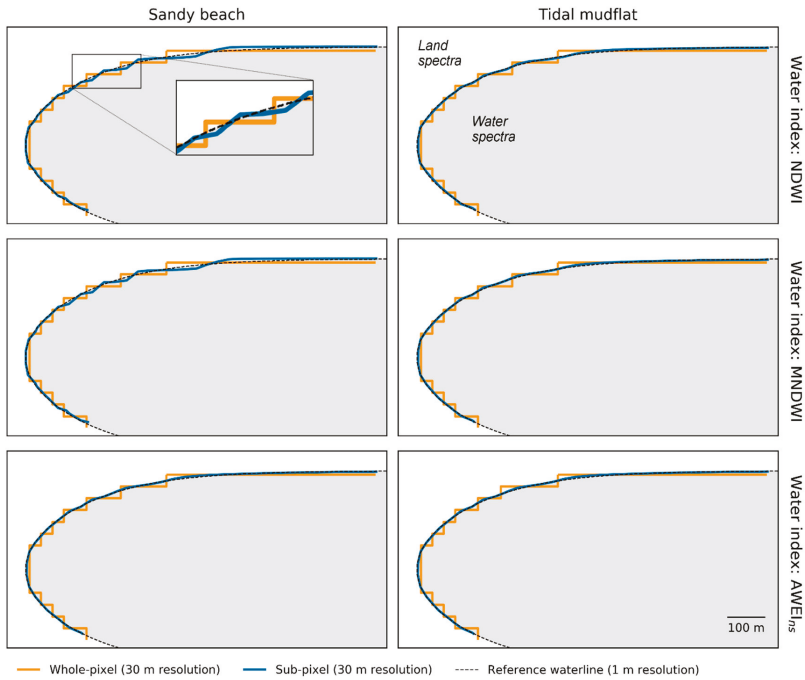 Sandy beach
Tidal mudflat
Land
spectra
Water
spectra
Water index: NDWI
Water index: MNDWI
Water index: AWEIns
100 m
Whole-pixel (30 m resolution)
Sub-pixel (30 m resolution)
Reference waterline (1 m resolution)